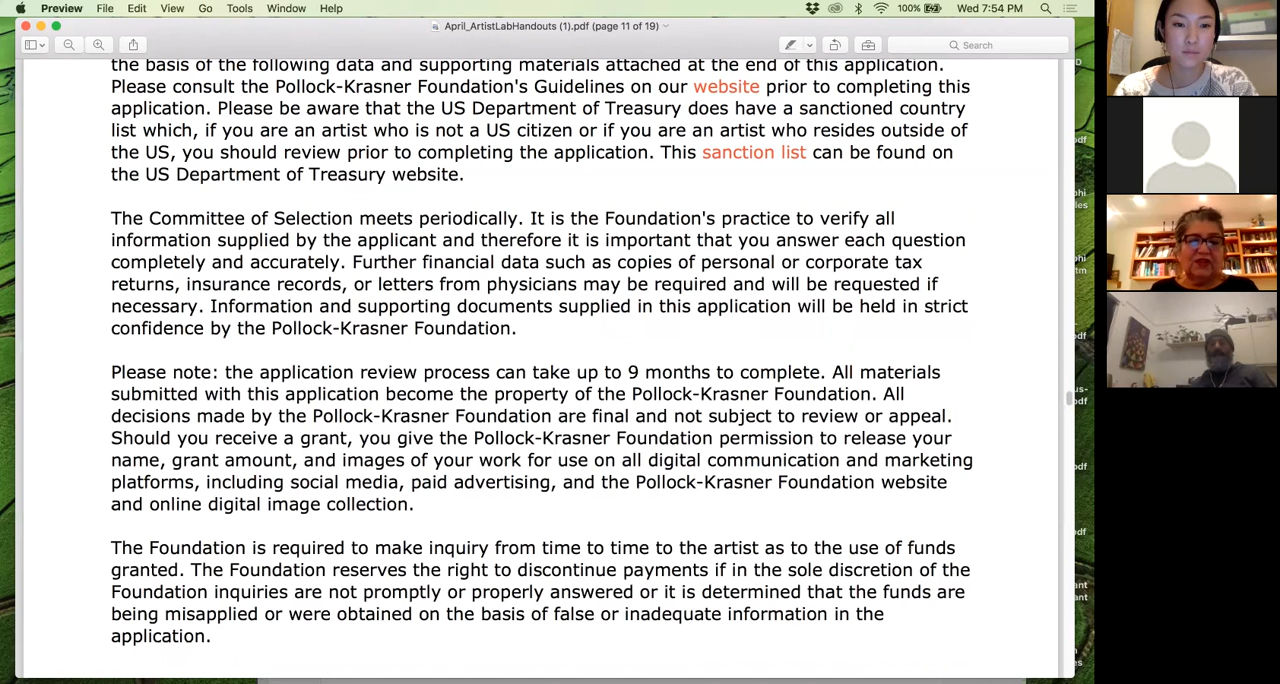 Preview File Edit View Go Tools Window Help 100% Wed 7:54 PM
April_ArtistLabHandouts (1).pdf (page 11 of 19)
Search
the basis of the following data and supporting materials attached at the end of this application.
Please consult the Pollock-Krasner Foundation's Guidelines on our website prior to completing this
application. Please be aware that the US Department of Treasury does have a sanctioned country
list which, if you are an artist who is not a US citizen or if you are an artist who resides outside of
the US, you should review prior to completing the application. This sanction list can be found on
the US Department of Treasury website.
The Committee of Selection meets periodically. It is the Foundation's practice to verify all
information supplied by the applicant and therefore it is important that you answer each question
completely and accurately. Further financial data such as copies of personal or corporate tax
returns, insurance records, or letters from physicians may be required and will be requested if
necessary. Information and supporting documents supplied in this application will be held in strict
confidence by the Pollock-Krasner Foundation.
Please note: the application review process can take up to 9 months to complete. All materials
submitted with this application become the property of the Pollock-Krasner Foundation. All
decisions made by the Pollock-Krasner Foundation are final and not subject to review or appeal.
Should you receive a grant, you give the Pollock-Krasner Foundation permission to release your
name, grant amount, and images of your work for use on all digital communication and marketing
platforms, including social media, paid advertising, and the Pollock-Krasner Foundation website
and online digital image collection.
The Foundation is required to make inquiry from time to time to the artist as to the use of funds
granted. The Foundation reserves the right to discontinue payments if in the sole discretion of the
Foundation inquiries are not promptly or properly answered or it is determined that the funds are
being misapplied or were obtained on the basis of false or inadequate information in the
application.